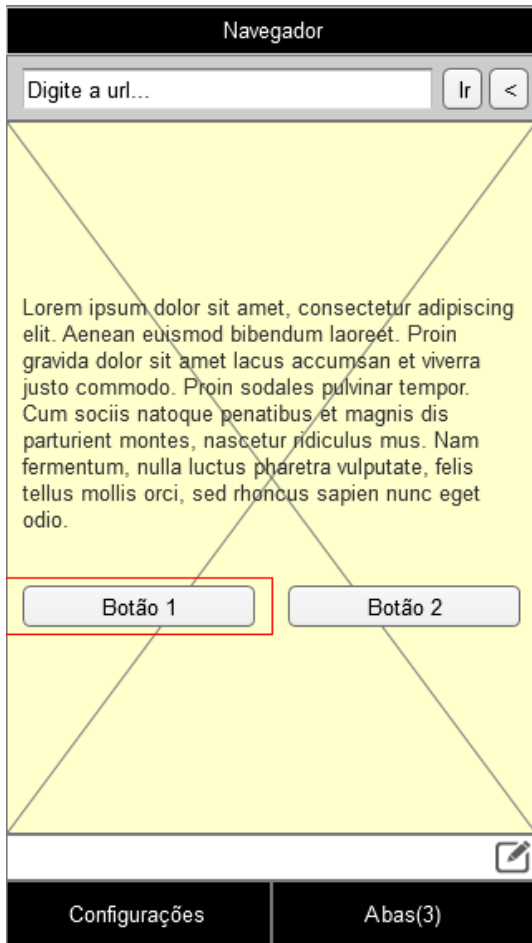 Navegador
Digite a url...
Ir
<
Lorem ipsum dolor sit amet, consectetur adipiscing
elit. Aenean euismod bibendum laoreet. Proin
gravida dolor sit amet lacus accumsan et viverra
justo commodo. Proin sodales pulvinar tempor.
Cum sociis natoque penatibus et magnis dis
parturient montes, nascetur ridiculus mus. Nam
fermentum, nulla luctus pharetra vulputate, felis
tellus mollis orci, sed rhoncus sapien nunc eget
odio.
Botão 1
Botão 2
Configurações
Abas(3)